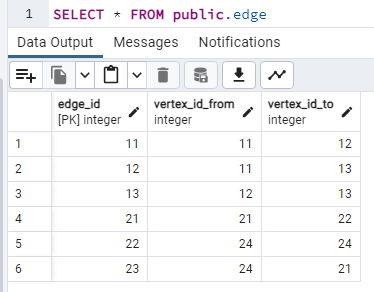 1 SELECT * FROM public.edge
Data Output Messages Notifications
edge_id vertex_id_from vertex_id_to
[PK] integer integer integer
1 11 11 12
2 12 11 13
3 13 12 13
4 21 21 22
5 22 24 24
6 23 24 21